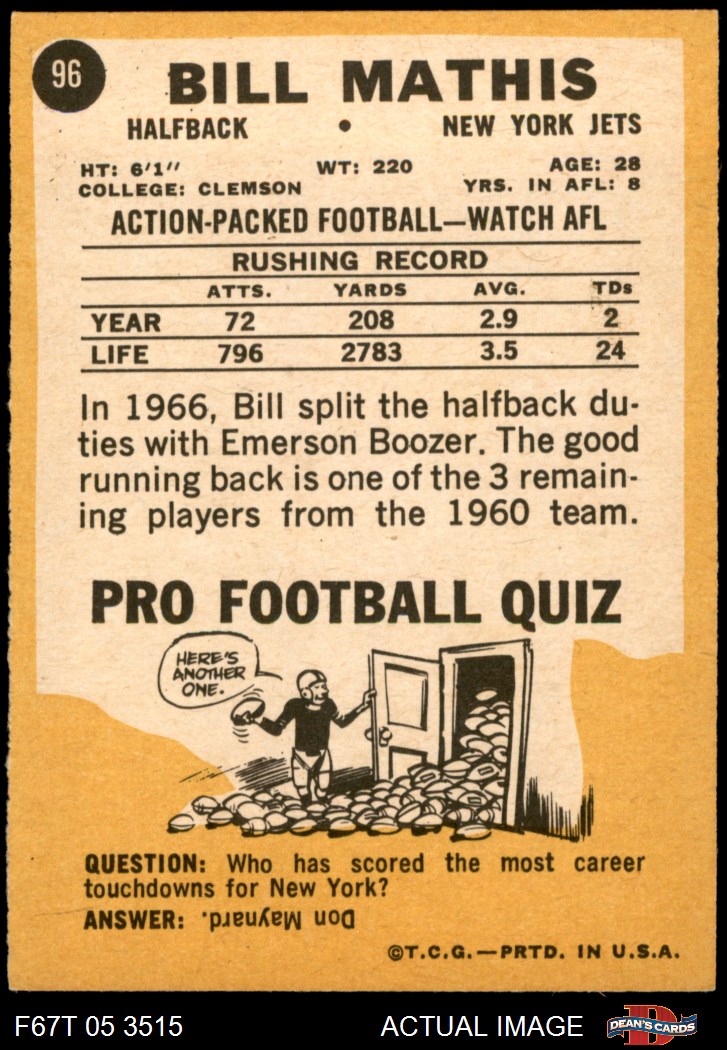 96
BILL MATHIS
HALFBACK • NEW YORK JETS
HT: 6'1" WT: 220 AGE: 28
COLLEGE: CLEMSON YRS. IN AFL: 8
ACTION-PACKED FOOTBALL—WATCH AFL
RUSHING RECORD
ATTS. YARDS AVG. TDs
YEAR 72 208 2.9 2
LIFE 796 2783 3.5 24
In 1966, Bill split the halfback du-
ties with Emerson Boozer. The good
running back is one of the 3 remain-
ing players from the 1960 team.
PRO FOOTBALL QUIZ
HERE'S
ANOTHER
ONE.
QUESTION: Who has scored the most career
touchdowns for New York?
ANSWER: Don Maynard.
©T.C.G.—PRTD. IN U.S.A.
F67T 05 3515 ACTUAL IMAGE
DEAN'S CARDS